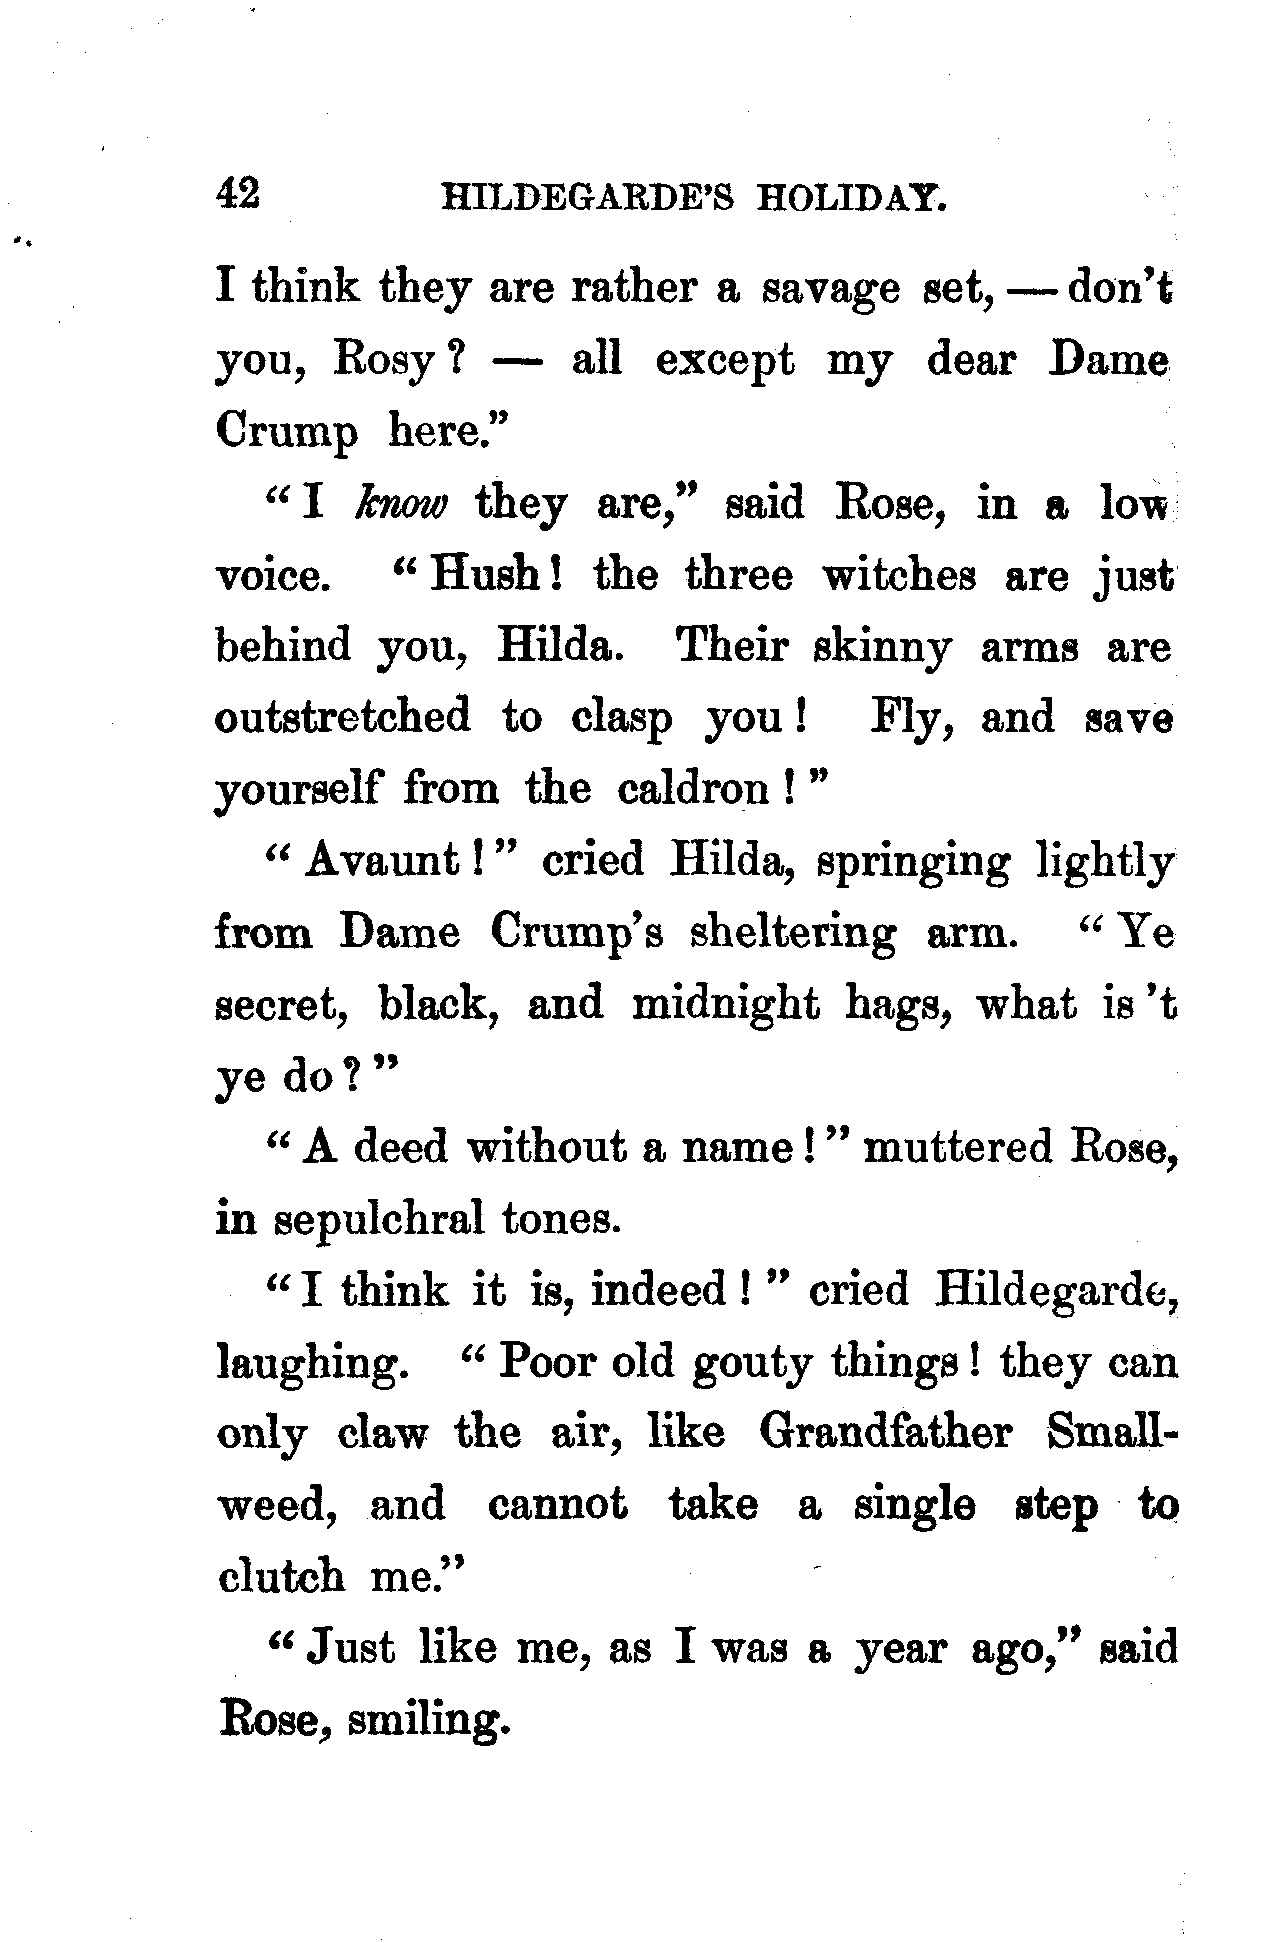 42 HILDEGARDE'S HOLIDAY.
I think they are rather a savage set, — don't
you, Rosy? — all except my dear Dame
Crump here."
"I know they are," said Rose, in a low
voice. "Hush! the three witches are just
behind you, Hilda. Their skinny arms are
outstretched to clasp you! Fly, and save
yourself from the caldron!"
"Avaunt!" cried Hilda, springing lightly
from Dame Crump's sheltering arm. "Ye
secret, black, and midnight hags, what is 't
ye do?"
"A deed without a name!" muttered Rose,
in sepulchral tones.
"I think it is, indeed!" cried Hildegarde,
laughing. "Poor old gouty things! they can
only claw the air, like Grandfather Small-
weed, and cannot take a single step to
clutch me."
"Just like me, as I was a year ago," said
Rose, smiling.